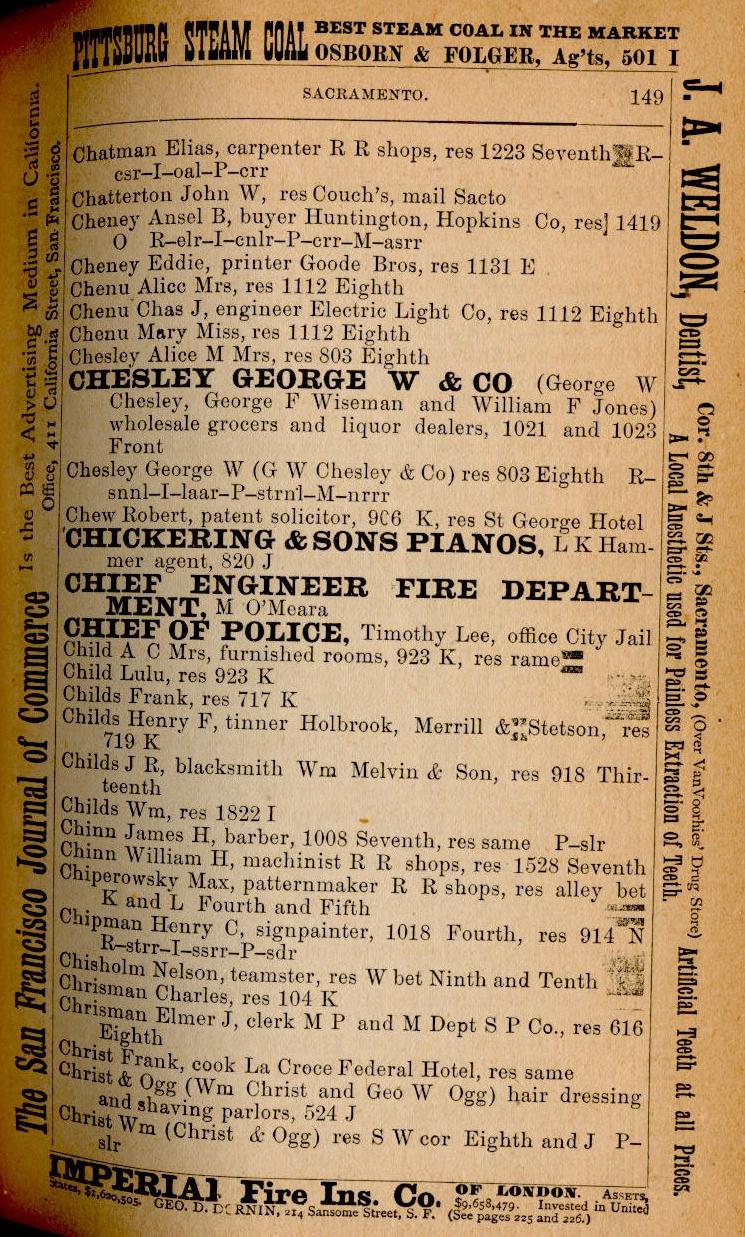 PITTSBURG STEAM COAL BEST STEAM COAL IN THE MARKET
OSBORN & FOLGER, Ag'ts, 501 I
SACRAMENTO. 149
Chatman Elias, carpenter R R shops, res 1223 Seventh R–
csr–I–oal–P–crr
Chatterton John W, res Couch's, mail Sacto
Cheney Ansel B, buyer Huntington, Hopkins Co, res] 1419
O R–elr–I–cnlr–P–crr–M–asrr
Cheney Eddie, printer Goode Bros, res 1131 E
Chenu Alice Mrs, res 1112 Eighth
Chenu Chas J, engineer Electric Light Co, res 1112 Eighth
Chenu Mary Miss, res 1112 Eighth
Chesley Alice M Mrs, res 803 Eighth
CHESLEY GEORGE W & CO (George W
Chesley, George F Wiseman and William F Jones)
wholesale grocers and liquor dealers, 1021 and 1023
Front
Chesley George W (G W Chesley & Co) res 803 Eighth R–
snnl–I–laar–P–strnl–M–nrrr
Chew Robert, patent solicitor, 906 K, res St George Hotel
CHICKERING & SONS PIANOS, L K Ham-
mer agent, 820 J
CHIEF ENGINEER FIRE DEPART-
MENT, M O'Meara
CHIEF OF POLICE, Timothy Lee, office City Jail
Child A C Mrs, furnished rooms, 923 K, res rame
Child Lulu, res 923 K
Childs Frank, res 717 K
Childs Henry F, tinner Holbrook, Merrill & Stetson, res
719 K
Childs J R, blacksmith Wm Melvin & Son, res 918 Thir-
teenth
Childs Wm, res 1822 I
Chinn James H, barber, 1008 Seventh, res same P–slr
Chinn William H, machinist R R shops, res 1528 Seventh
Chiperowsky Max, patternmaker R R shops, res alley bet
K and L Fourth and Fifth
Chipman Henry C, signpainter, 1018 Fourth, res 914 N
R–strr–I–ssrr–P–sdr
Chisholm Nelson, teamster, res W bet Ninth and Tenth
Chrisman Charles, res 104 K
Chrisman Elmer J, clerk M P and M Dept S P Co., res 616
Eighth
Christ Frank, cook La Croce Federal Hotel, res same
Christ & Ogg (Wm Christ and Geo W Ogg) hair dressing
and shaving parlors, 524 J
Christ Wm (Christ & Ogg) res S W cor Eighth and J P–
slr
IMPERIAL Fire Ins. Co. OF LONDON. ASSETS,
$9,658,479. Invested in United
States, $1,620,505. GEO. D. DORNIN, 214 Sansome Street, S. F. (See pages 225 and 226.)
The San Francisco Journal of Commerce Is the Best Advertising Medium in California.
Office, 411 California Street, San Francisco.
J. A. WELDON, Dentist, Cor. 8th & J Sts., Sacramento, (Over VanVoorhies' Drug Store) Artificial Teeth at all Prices.
A Local Anesthetic used for Painless Extraction of Teeth.